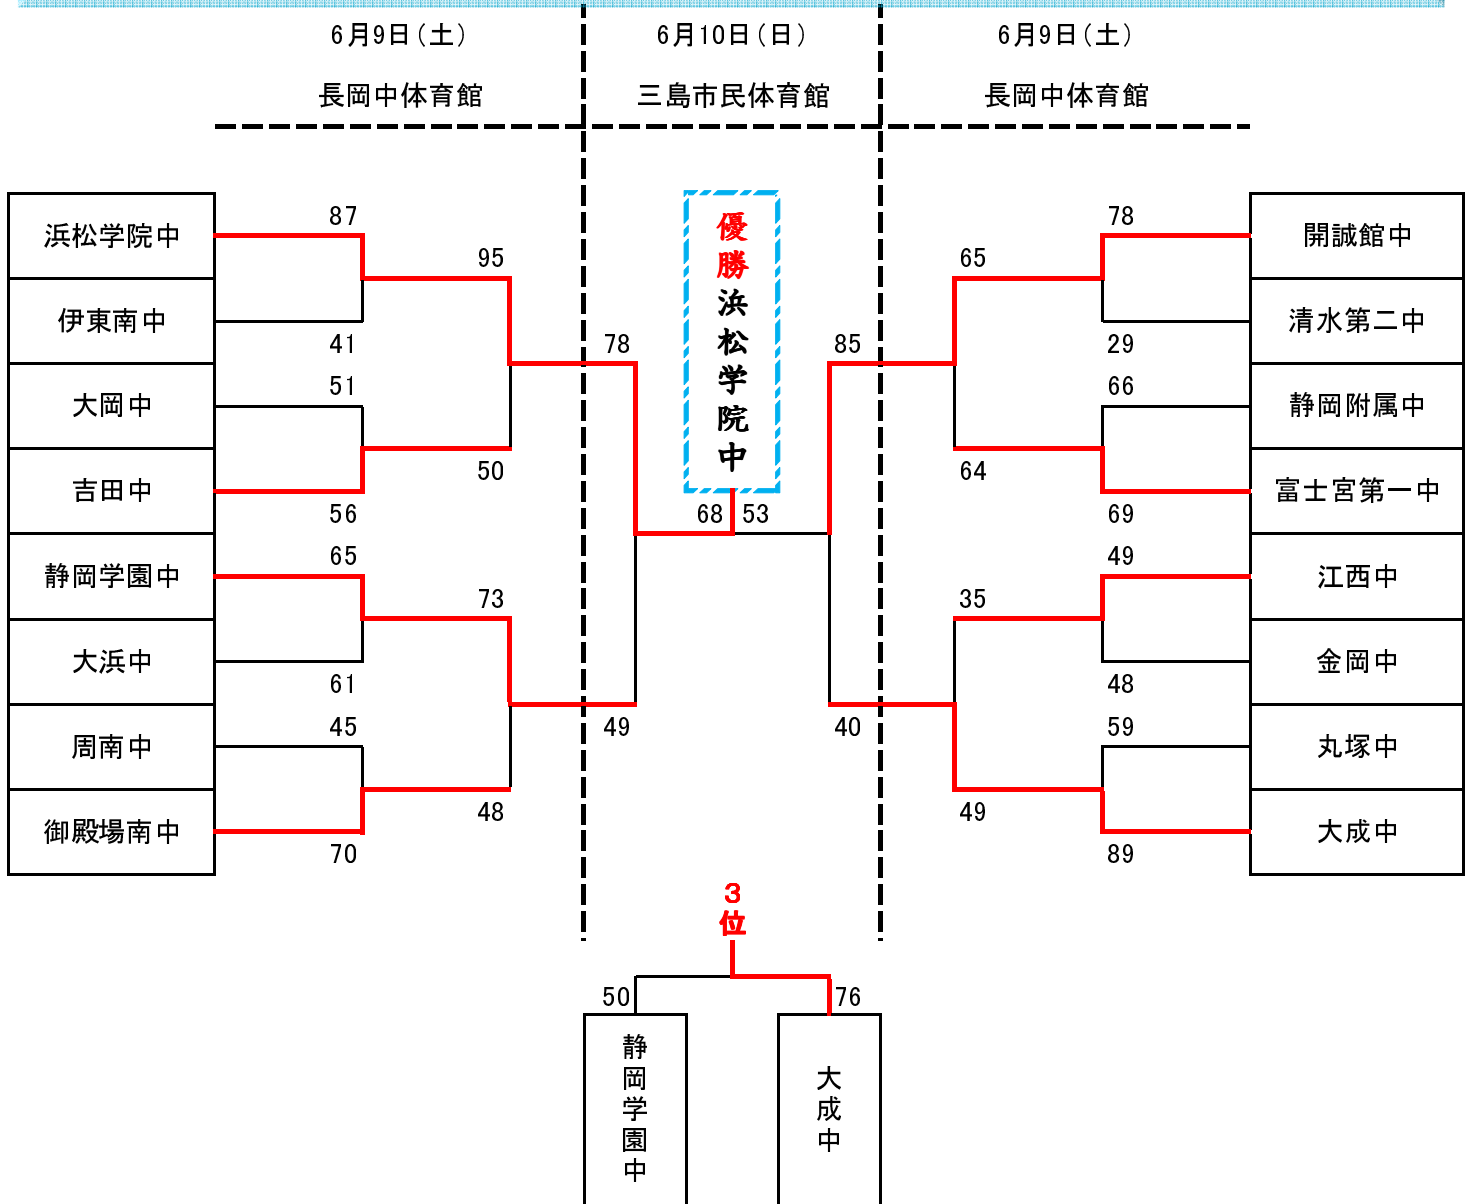 6月9日(土)
6月10日(日)
6月9日(土)
長岡中体育館
三島市民体育館
長岡中体育館
浜松学院中
伊東南中
大岡中
吉田中
静岡学園中
大浜中
周南中
御殿場南中
87
41
51
56
65
61
45
70
95
50
73
48
78
49
優勝浜松学院中
68
53
85
40
65
64
35
49
78
29
66
69
49
48
59
89
開誠館中
清水第二中
静岡附属中
富士宮第一中
江西中
金岡中
丸塚中
大成中
3位
50
76
静岡学園中
大成中